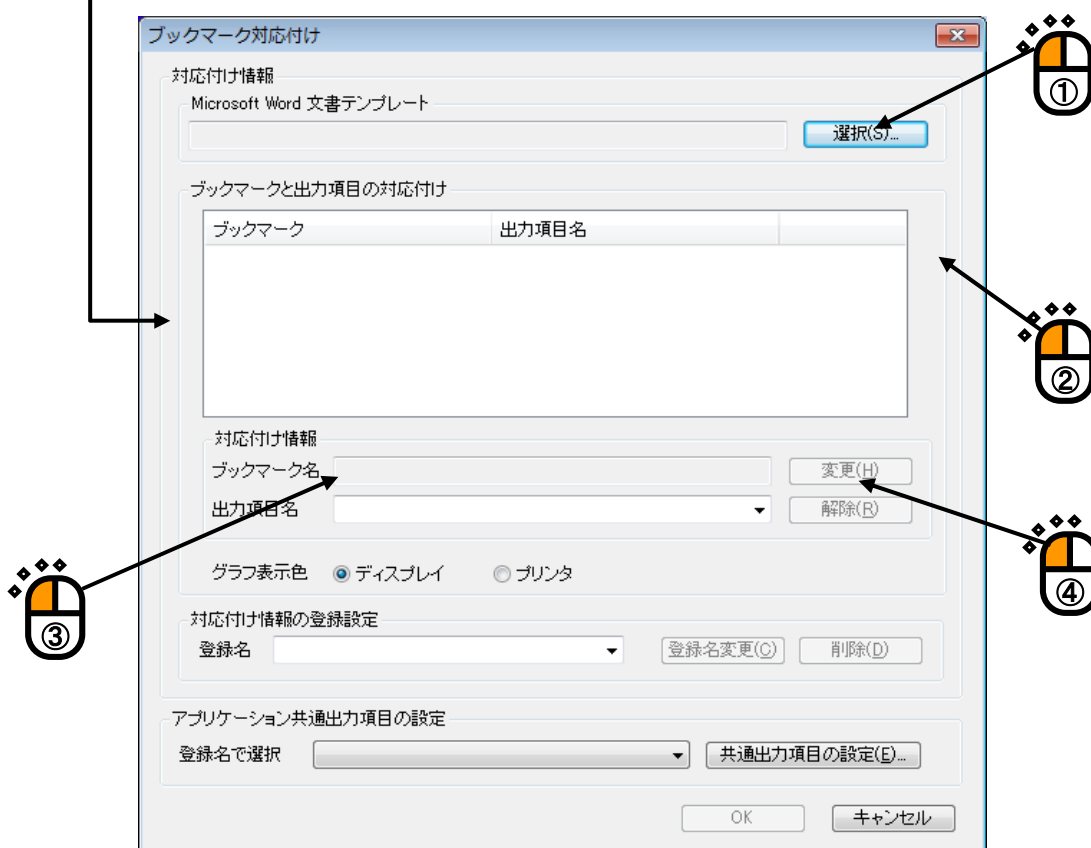 ブックマーク対応付け
対応付け情報
Microsoft Word 文書テンプレート
選択(S)...
①
ブックマークと出力項目の対応付け
ブックマーク 出力項目名
②
対応付け情報
ブックマーク名 変更(H)
出力項目名 解除(R)
④
グラフ表示色 ディスプレイ プリンタ
③
対応付け情報の登録設定
登録名 登録名変更(C) 削除(D)
アプリケーション共通出力項目の設定
登録名で選択 共通出力項目の設定(E)...
OK キャンセル